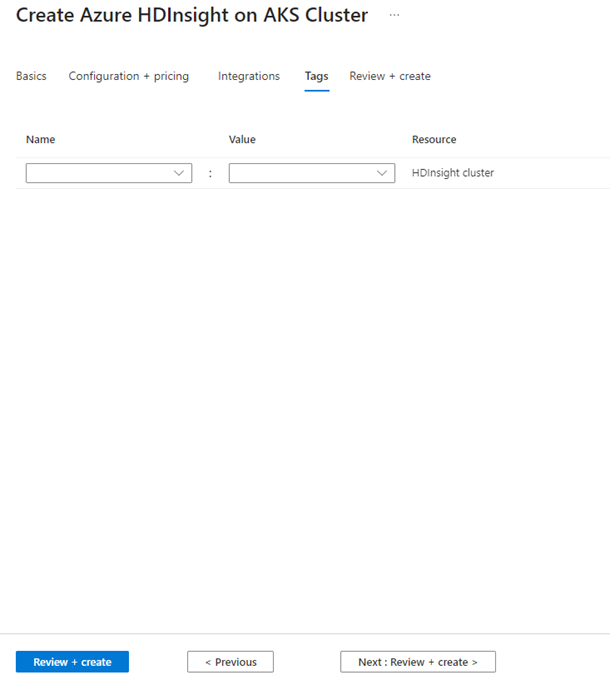 Create Azure HDInsight on AKS Cluster ...
Basics Configuration + pricing Integrations Tags Review + create
Name Value Resource
: HDInsight cluster
Review + create < Previous Next : Review + create >